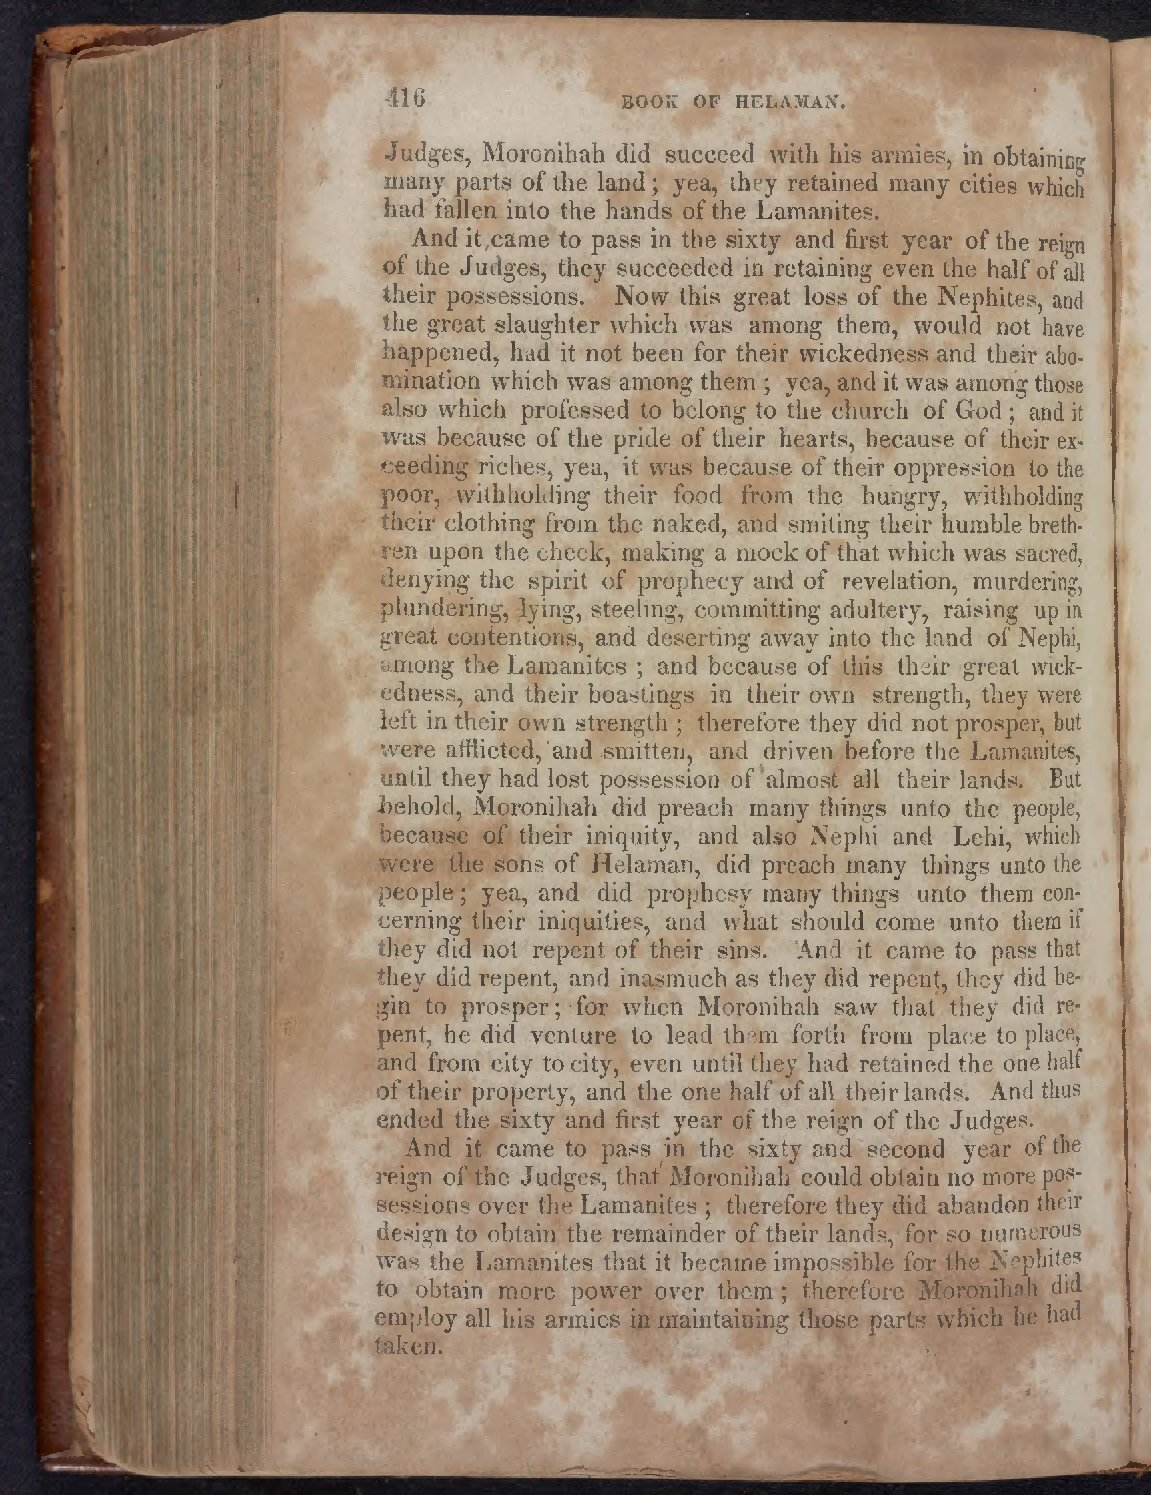 416 BOOK OF HELAMAN.
Judges, Moronihah did succeed with his armies, in obtaining
many parts of the land; yea, they retained many cities which
had fallen into the hands of the Lamanites.
And it came to pass in the sixty and first year of the reign
of the Judges, they succeeded in retaining even the half of all
their possessions. Now this great loss of the Nephites, and
the great slaughter which was among them, would not have
happened, had it not been for their wickedness and their abo-
mination which was among them; yea, and it was among those
also which professed to belong to the church of God; and it
was because of the pride of their hearts, because of their ex-
ceeding riches, yea, it was because of their oppression to the
poor, withholding their food from the hungry, withholding
their clothing from the naked, and smiting their humble breth-
ren upon the cheek, making a mock of that which was sacred,
denying the spirit of prophecy and of revelation, murdering,
plundering, lying, steeling, committing adultery, raising up in
great contentions, and deserting away into the land of Nephi,
among the Lamanites; and because of this their great wick-
edness, and their boastings in their own strength, they were
left in their own strength; therefore they did not prosper, but
were afflicted, and smitten, and driven before the Lamanites,
until they had lost possession of almost all their lands. But
behold, Moronihah did preach many things unto the people,
because of their iniquity, and also Nephi and Lehi, which
were the sons of Helaman, did preach many things unto the
people; yea, and did prophesy many things unto them con-
cerning their iniquities, and what should come unto them if
they did not repent of their sins. And it came to pass that
they did repent, and inasmuch as they did repent, they did be-
gin to prosper; for when Moronihah saw that they did re-
pent, he did venture to lead them forth from place to place,
and from city to city, even until they had retained the one half
of their property, and the one half of all their lands. And thus
ended the sixty and first year of the reign of the Judges.
And it came to pass in the sixty and second year of the
reign of the Judges, that Moronihah could obtain no more pos-
sessions over the Lamanites; therefore they did abandon their
design to obtain the remainder of their lands, for so numerous
was the Lamanites that it became impossible for the Nephites
to obtain more power over them; therefore Moronihah did
employ all his armies in maintaining those parts which he had
taken.